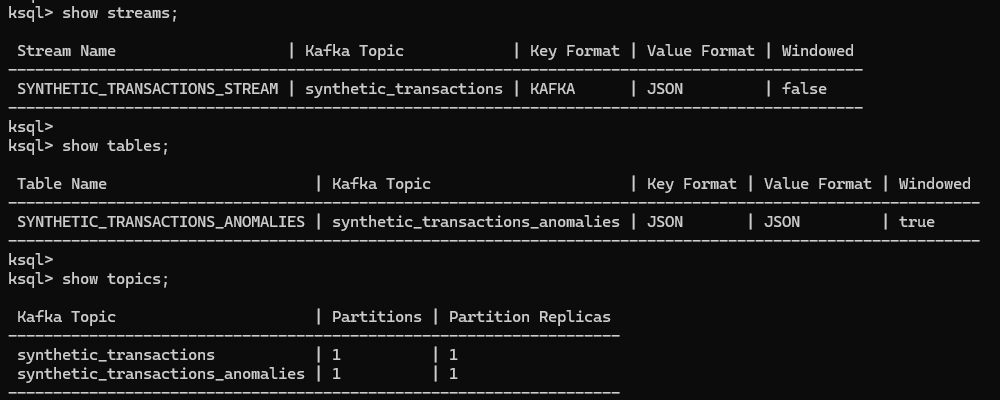 ksql> show streams;
 Stream Name                   | Kafka Topic            | Key Format | Value Format | Windowed
-----------------------------------------------------------------------------------------------
 SYNTHETIC_TRANSACTIONS_STREAM | synthetic_transactions | KAFKA      | JSON         | false
-----------------------------------------------------------------------------------------------
ksql>
ksql> show tables;
 Table Name                       | Kafka Topic                      | Key Format | Value Format | Windowed
------------------------------------------------------------------------------------------------------------
 SYNTHETIC_TRANSACTIONS_ANOMALIES | synthetic_transactions_anomalies | JSON       | JSON         | true
------------------------------------------------------------------------------------------------------------
ksql>
ksql> show topics;
 Kafka Topic                      | Partitions | Partition Replicas
--------------------------------------------------------------------
 synthetic_transactions           | 1          | 1
 synthetic_transactions_anomalies | 1          | 1
--------------------------------------------------------------------